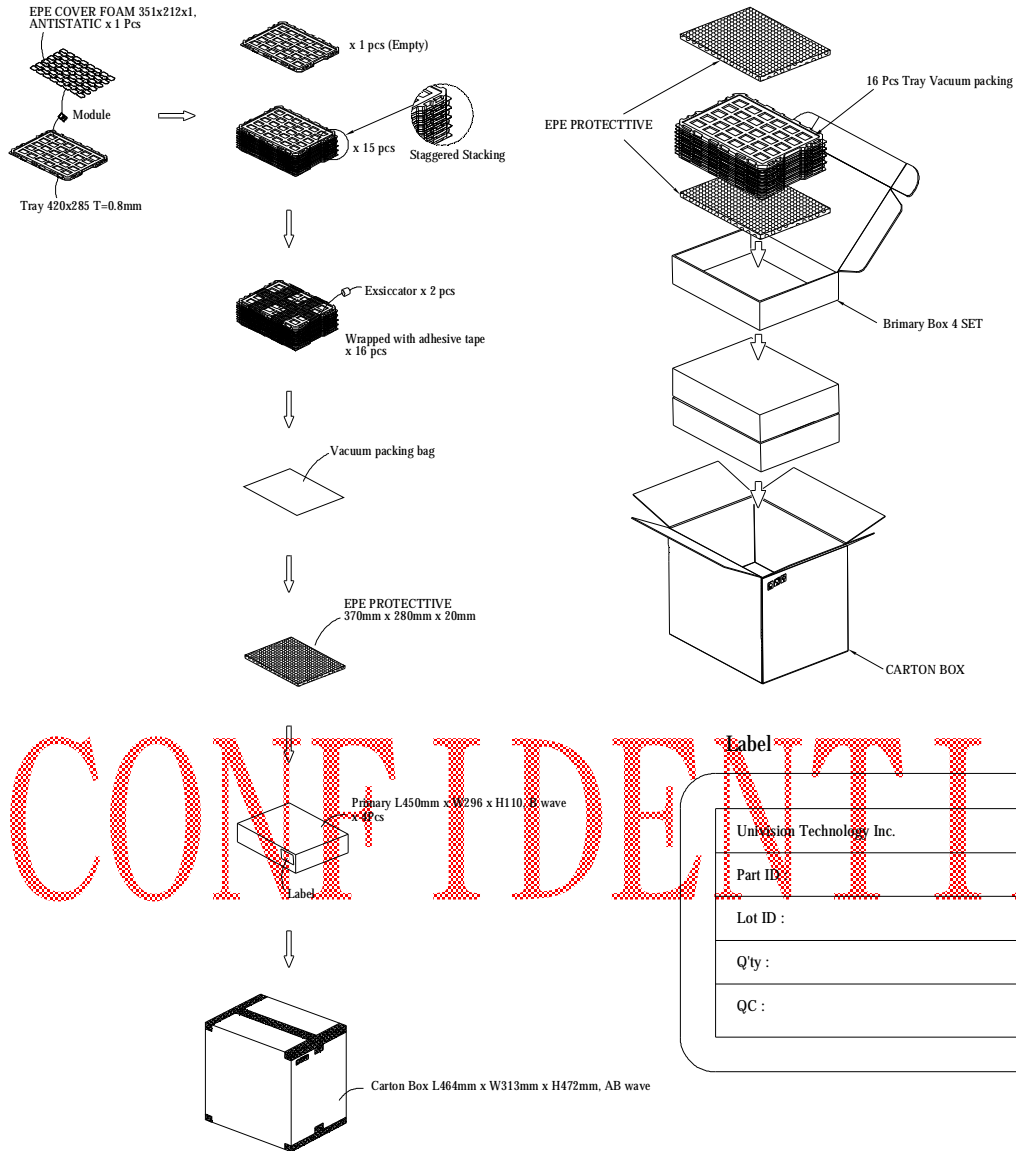 EPE COVER FOAM 351x212x1,
ANTISTATIC x 1 Pcs
Module
Tray 420x285 T=0.8mm
x 1 pcs (Empty)
x 15 pcs
Staggered Stacking
Exsiccator x 2 pcs
Wrapped with adhesive tape
x 16 pcs
Vacuum packing bag
EPE PROTECTTIVE
370mm x 280mm x 20mm
Primary L450mm x W296 x H110, B wave
x 4Pcs
Label
Carton Box L464mm x W313mm x H472mm, AB wave
16 Pcs Tray Vacuum packing
EPE PROTECTTIVE
Brimary Box 4 SET
CARTON BOX
CONFIDENTI
Label
Univision Technology Inc.
Part ID
Lot ID :
Q'ty :
QC :